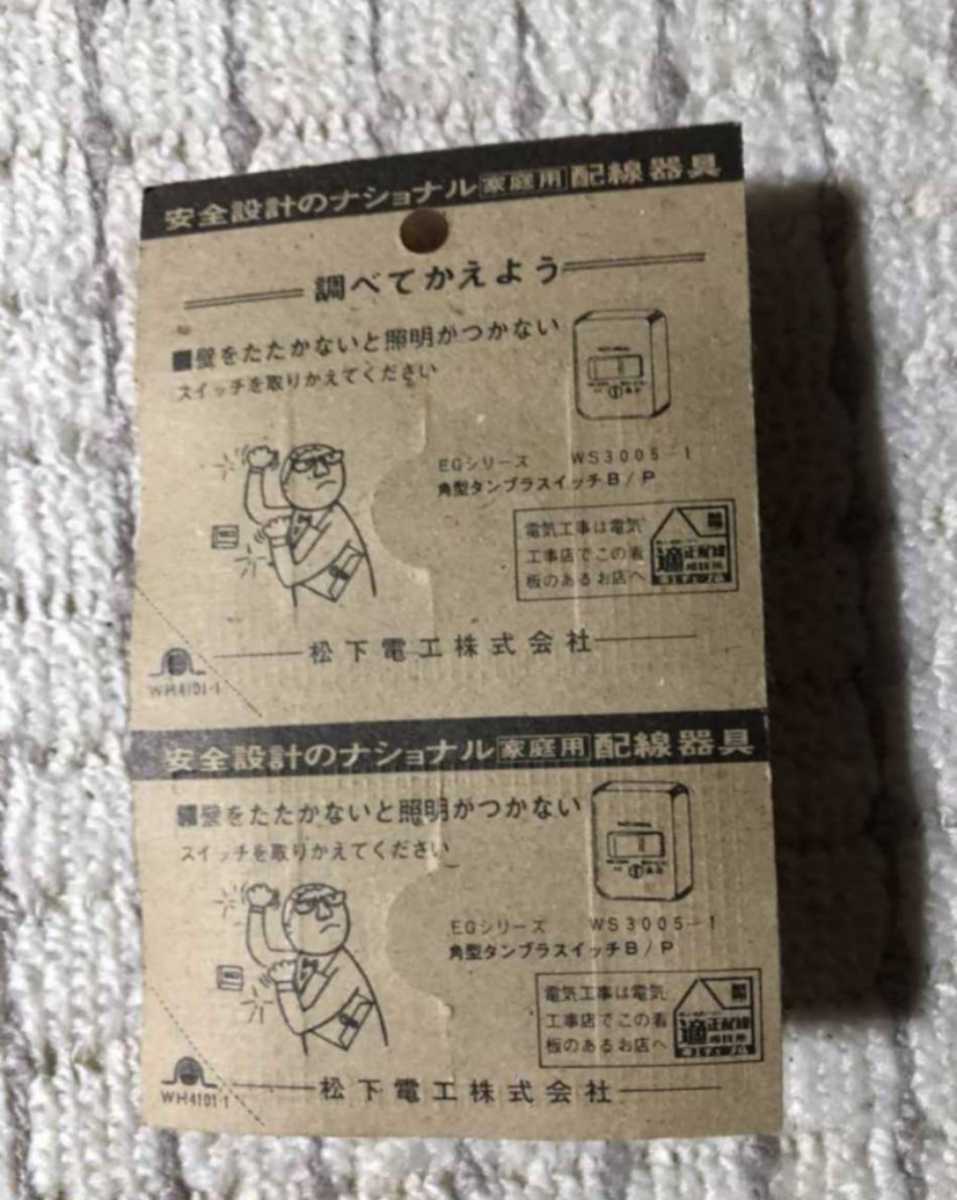 安全設計のナショナル家庭用配線器具
調べてかえよう
■壁をたたかないと照明がつかない
スイッチを取りかえてください
EGシリーズ WS3005-1
角型タンブラスイッチB/P
電気工事は電気
工事店でこの看
板のあるお店へ
適正配線
松下電工株式会社
WH4101-1
安全設計のナショナル家庭用配線器具
■壁をたたかないと照明がつかない
スイッチを取りかえてください
EGシリーズ WS3005-1
角型タンブラスイッチB/P
電気工事は電気
工事店でこの看
板のあるお店へ
適正配線
松下電工株式会社
WH4101-1